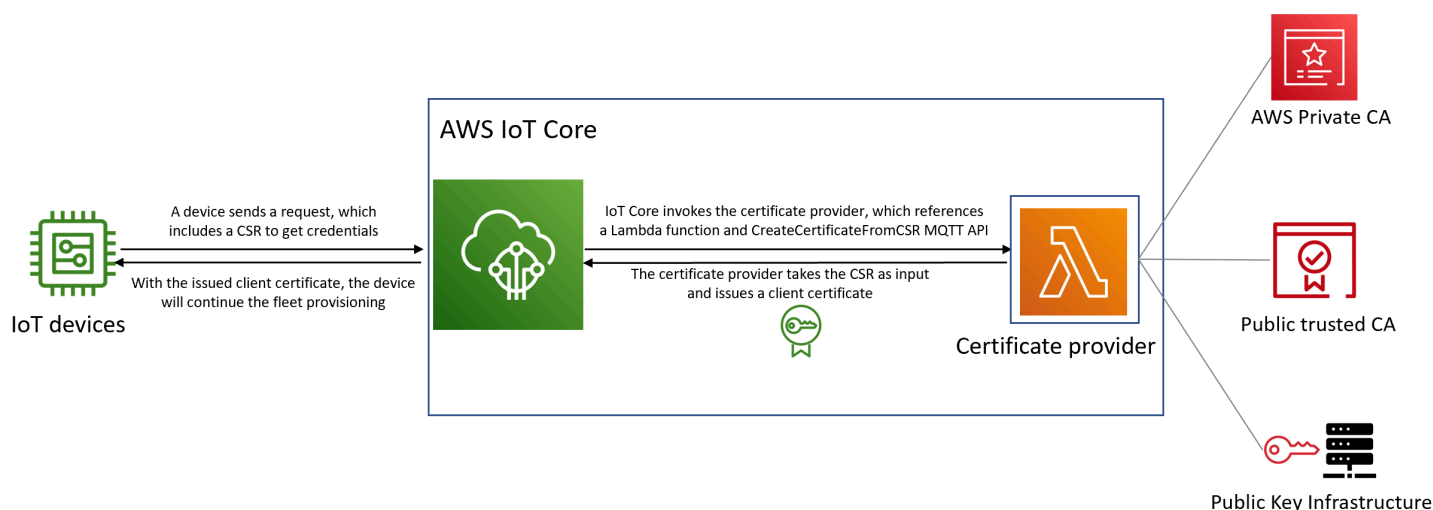 AWS Private CA
AWS IoT Core
A device sends a request, which
includes a CSR to get credentials
With the issued client certificate, the device
will continue the fleet provisioning
IoT devices
IoT Core invokes the certificate provider, which references
a Lambda function and CreateCertificateFromCSR MQTT API
The certificate provider takes the CSR as input
and issues a client certificate
Certificate provider
Public trusted CA
Public Key Infrastructure